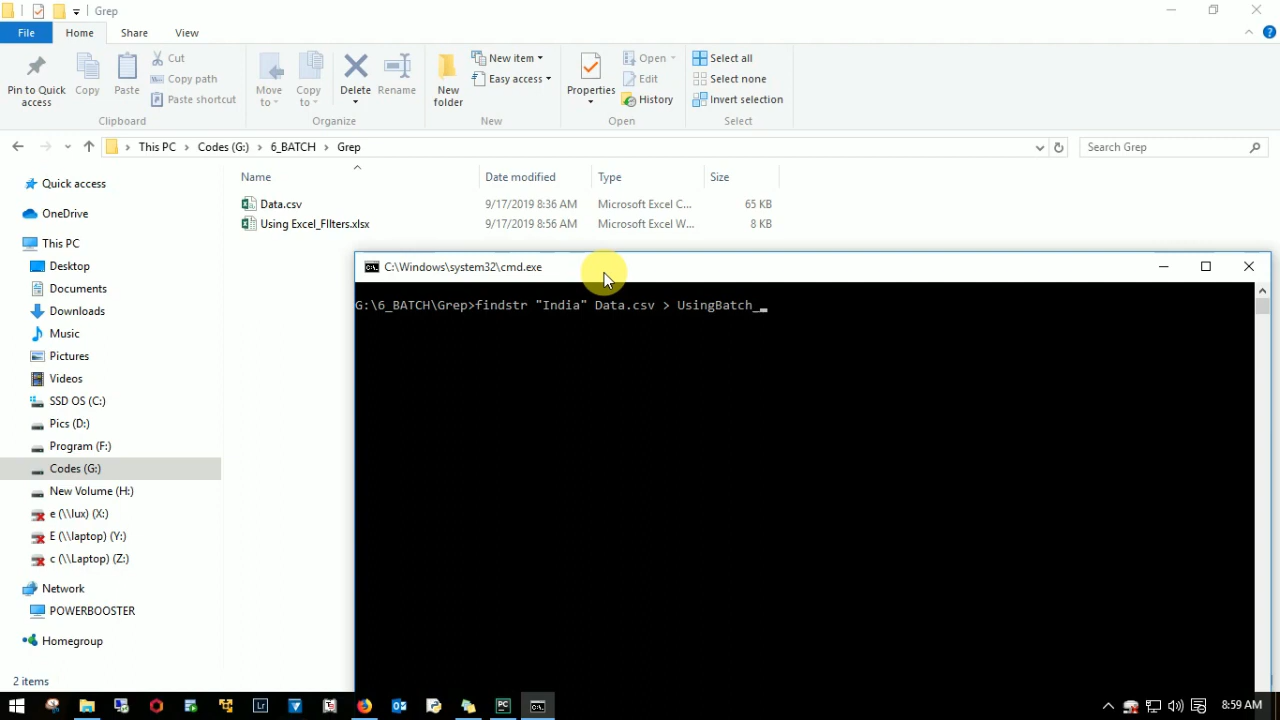 Grep
File
Home
Share
View
Pin to Quick access
Copy
Paste
Cut
Copy path
Paste shortcut
Clipboard
Move to
Copy to
Delete
Rename
Organize
New folder
New item
Easy access
New
Properties
Open
Edit
History
Open
Select all
Select none
Invert selection
Select
This PC > Codes (G:) > 6_BATCH > Grep
Search Grep
Name
Date modified
Type
Size
Data.csv 9/17/2019 8:36 AM Microsoft Excel C... 65 KB
Using Excel_FIlters.xlsx 9/17/2019 8:56 AM Microsoft Excel W... 8 KB
Quick access
OneDrive
This PC
Desktop
Documents
Downloads
Music
Pictures
Videos
SSD OS (C:)
Pics (D:)
Program (F:)
Codes (G:)
New Volume (H:)
e (\\lux) (X:)
E (\\laptop) (Y:)
c (\\Laptop) (Z:)
Network
POWERBOOSTER
Homegroup
2 items
C:\Windows\system32\cmd.exe
G:\6_BATCH\Grep>findstr "India" Data.csv > UsingBatch_
8:59 AM